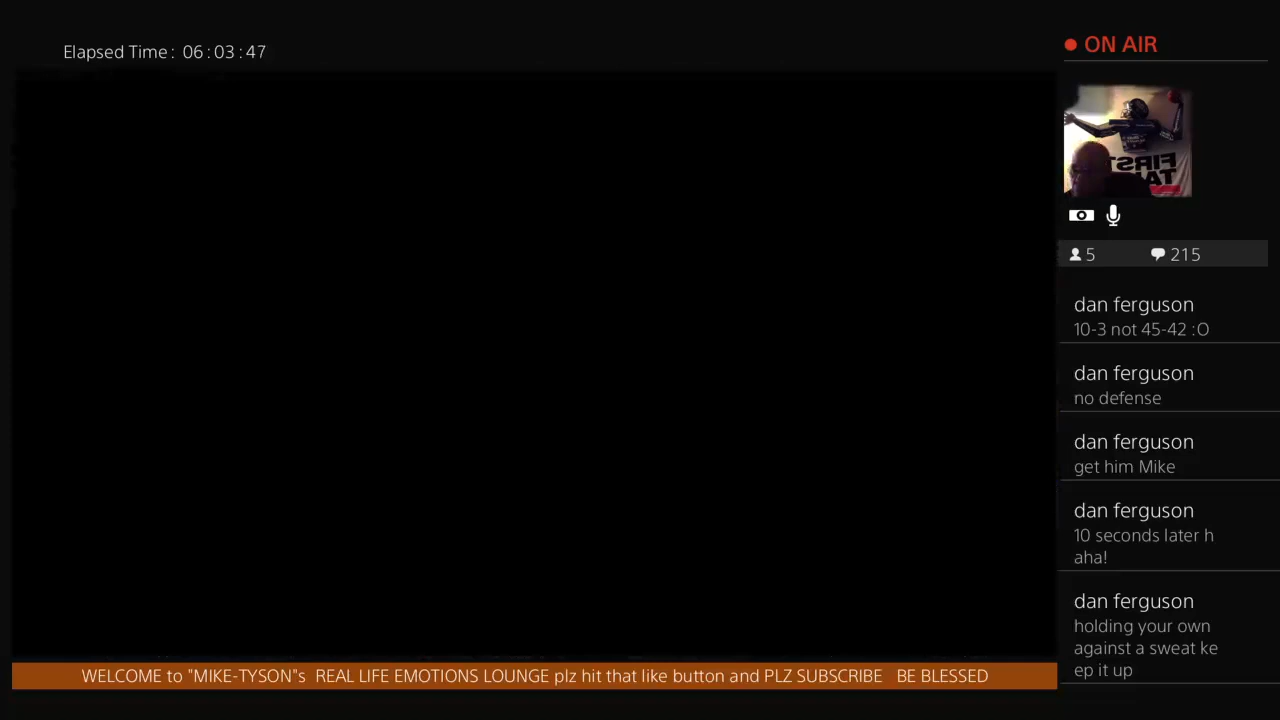 Elapsed Time: 06:03:47
ON AIR
5
215
dan ferguson
10-3 not 45-42 :O
dan ferguson
no defense
dan ferguson
get him Mike
dan ferguson
10 seconds later h
aha!
dan ferguson
holding your own
against a sweat ke
ep it up
WELCOME to "MIKE-TYSON"s REAL LIFE EMOTIONS LOUNGE plz hit that like button and PLZ SUBSCRIBE BE BLESSED